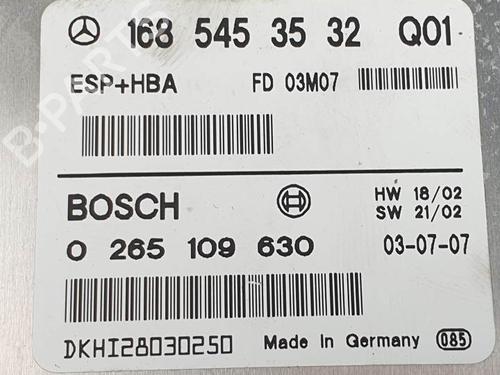 168 545 35 32 Q01
ESP+HBA FD 03M07
BOSCH HW 18/02
SW 21/02
0 265 109 630 03-07-07
DKHI28030250 Made in Germany 085
B-PARTS